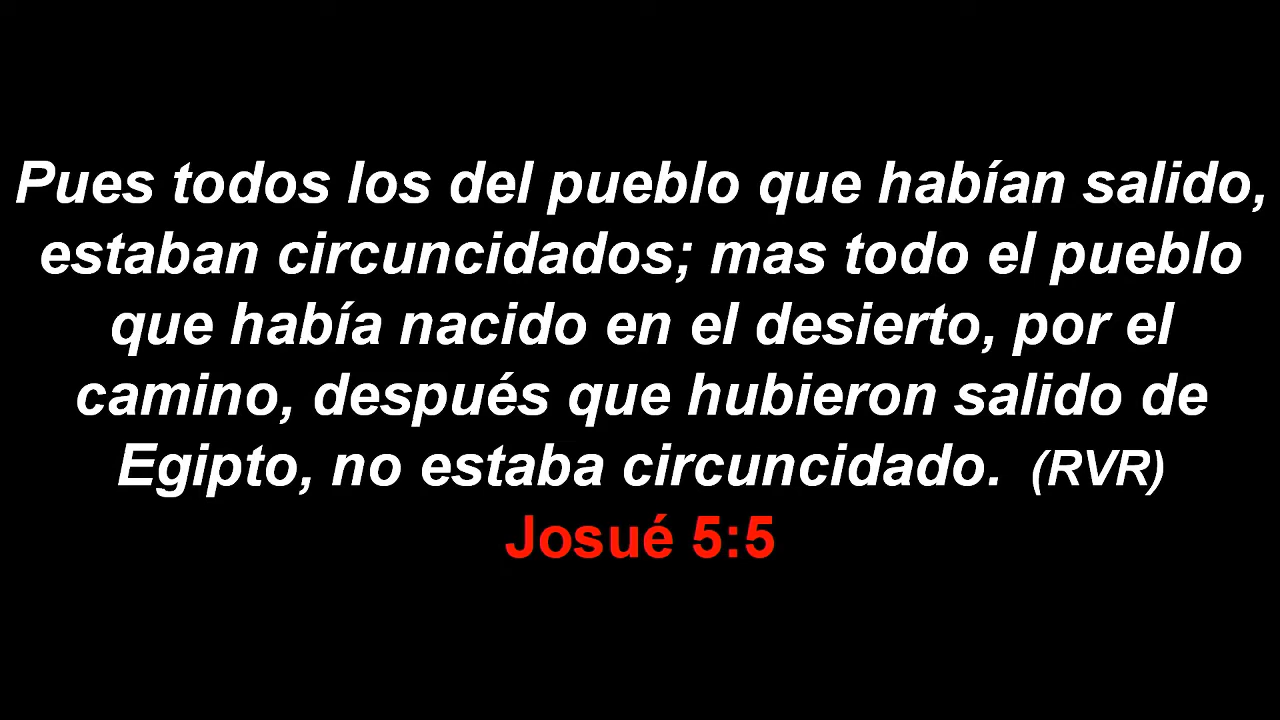 Pues todos los del pueblo que habían salido,
estaban circuncidados; mas todo el pueblo
que había nacido en el desierto, por el
camino, después que hubieron salido de
Egipto, no estaba circuncidado. (RVR)
Josué 5:5